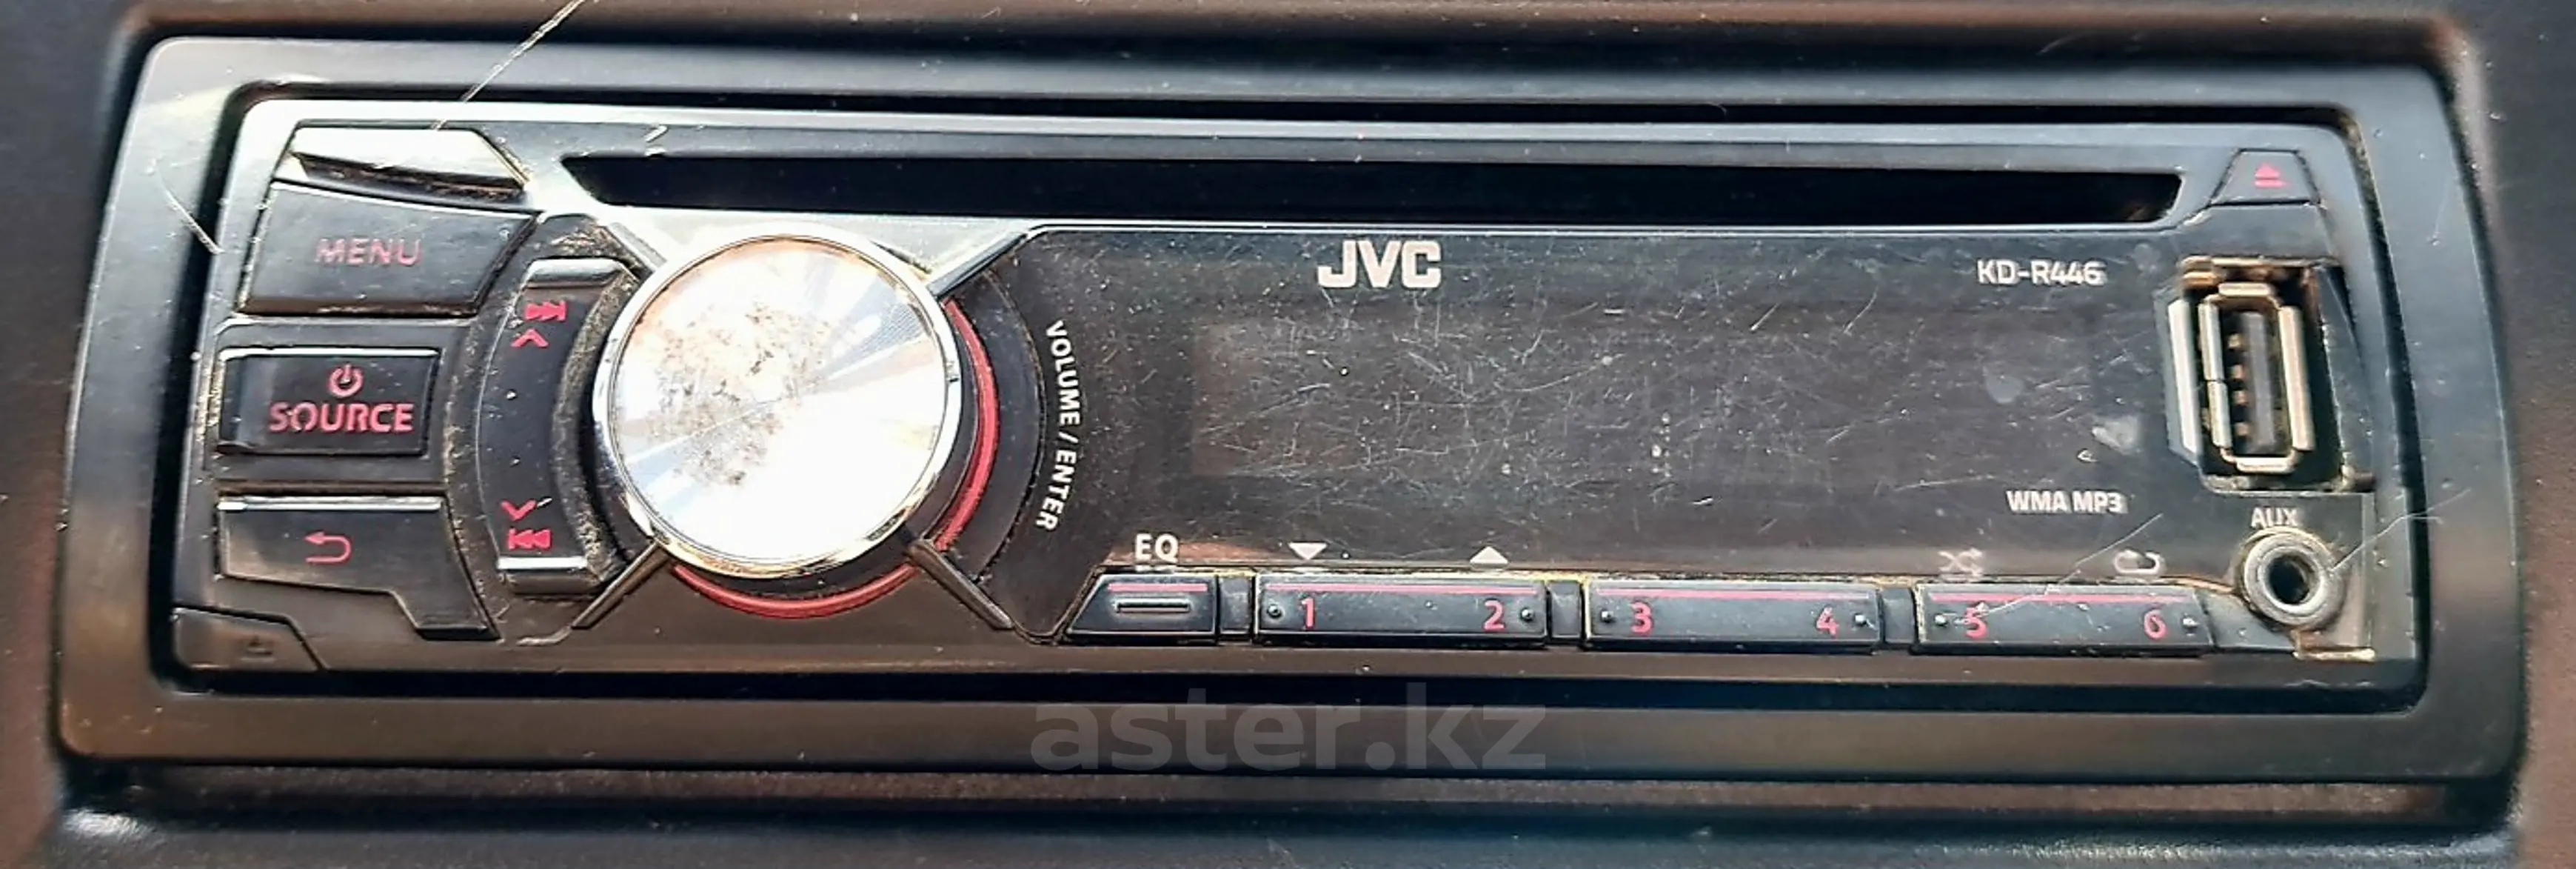 MENU
JVC
KD-R446
SOURCE
VOLUME / ENTER
WMA MP3
AUX
EQ
1 2 3 4 5 6
aster.kz